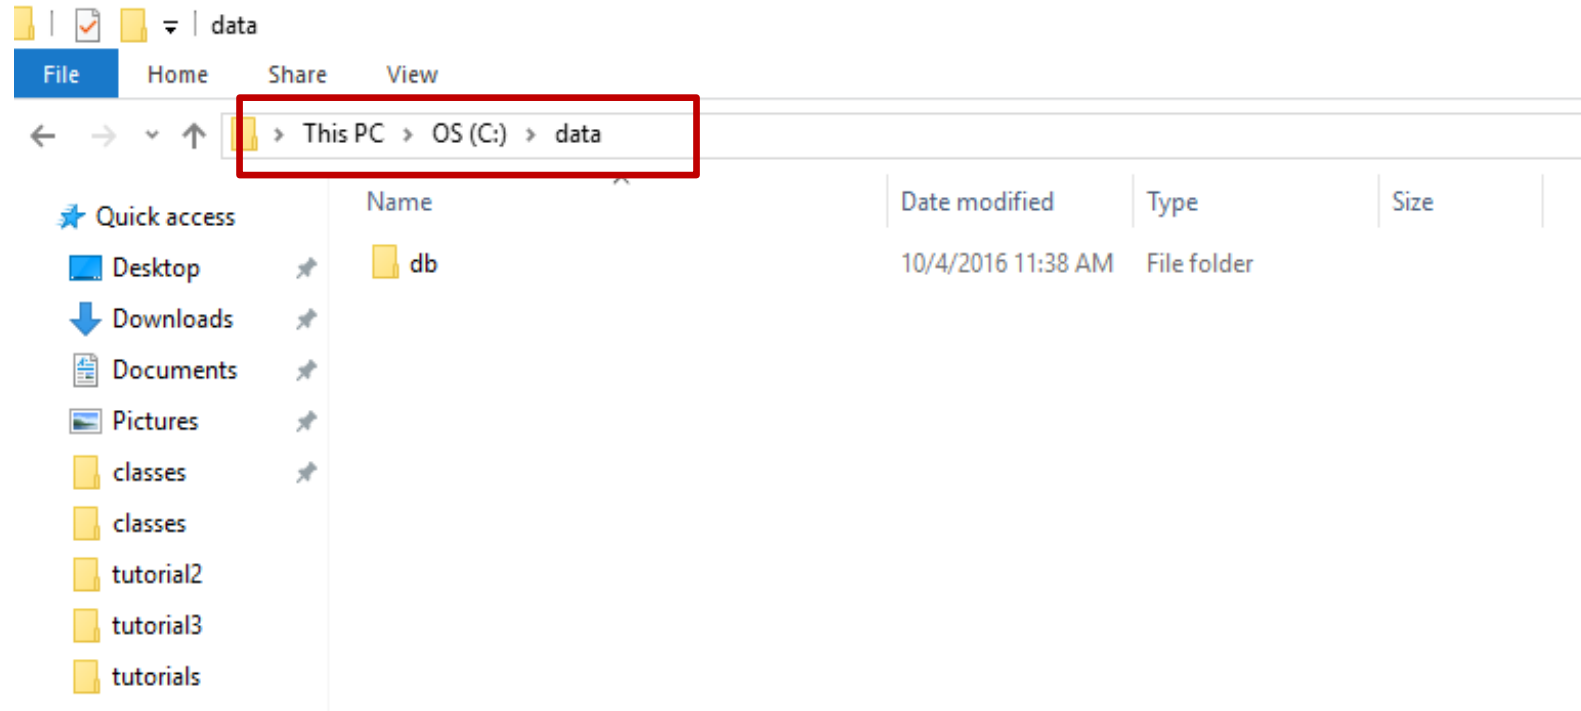 data
File Home Share View
This PC > OS (C:) > data
Name Date modified Type Size
Quick access
db 10/4/2016 11:38 AM File folder
Desktop
Downloads
Documents
Pictures
classes
classes
tutorial2
tutorial3
tutorials